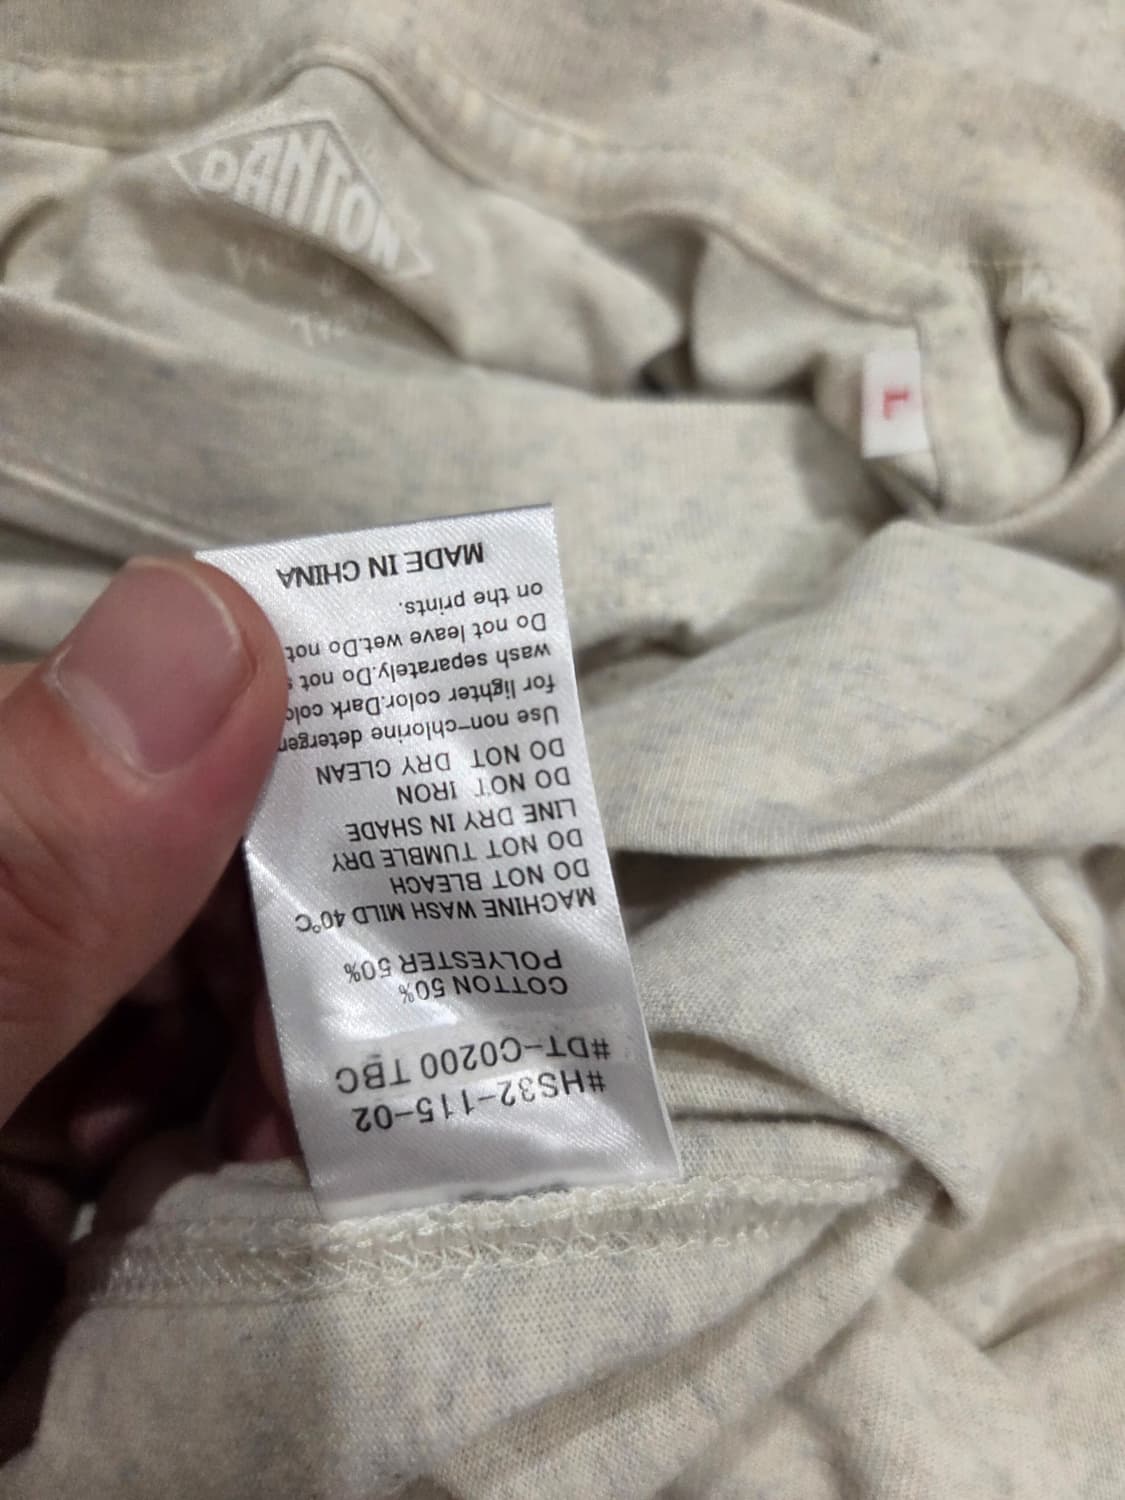 DANTON
L
#HS32-115-02
#DT-C0200 TBC
COTTON 50%
POLYESTER 50%
MACHINE WASH MILD 40°C
DO NOT BLEACH
DO NOT TUMBLE DRY
LINE DRY IN SHADE
DO NOT IRON
DO NOT DRY CLEAN
Use non-chlorine
for lighter color.Dark
wash separately.Do not
Do not leave wet.Do not
on the prints.
MADE IN CHINA